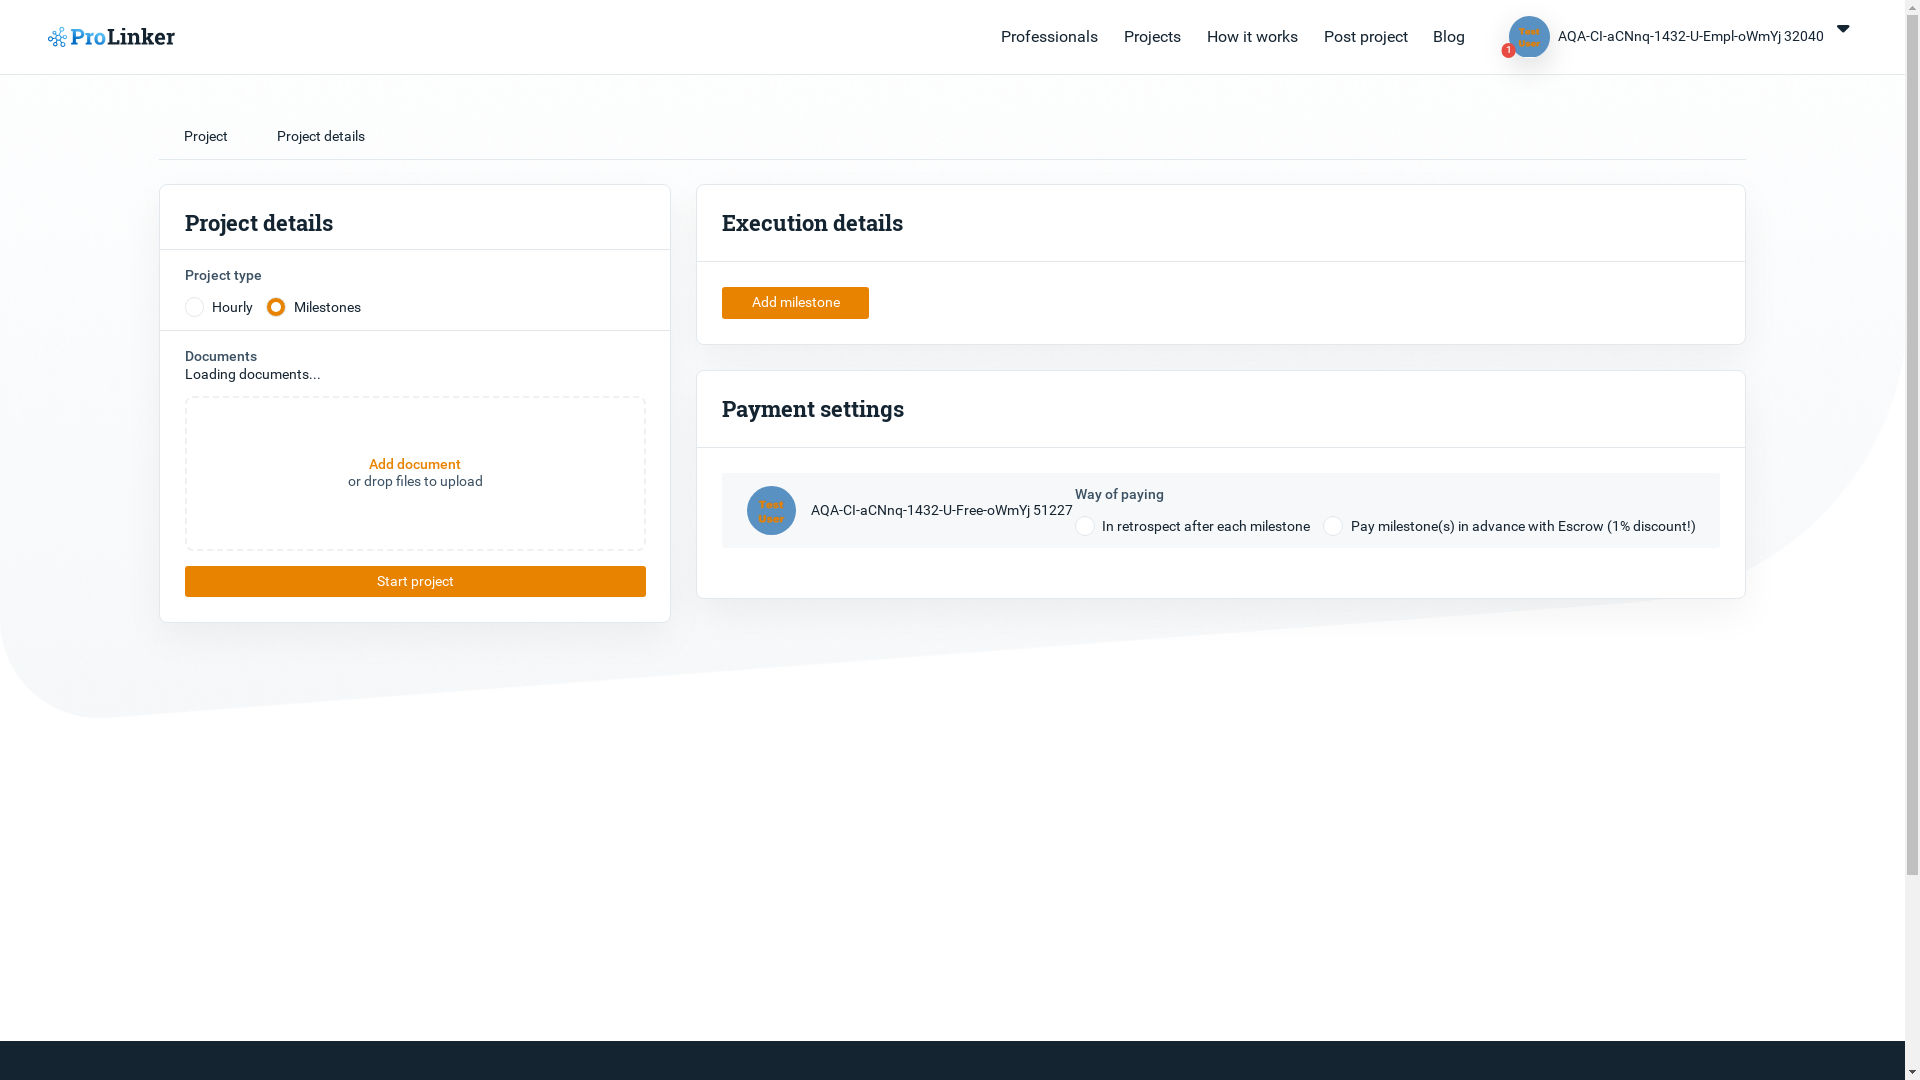 ProLinker
Professionals Projects How it works Post project Blog
Test User
1
AQA-CI-aCNnq-1432-U-Empl-oWmYj 32040
Project Project details
Project details
Project type
Hourly Milestones
Documents
Loading documents...
Add document
or drop files to upload
Start project
Execution details
Add milestone
Payment settings
Test User
AQA-CI-aCNnq-1432-U-Free-oWmYj 51227
Way of paying
In retrospect after each milestone Pay milestone(s) in advance with Escrow (1% discount!)